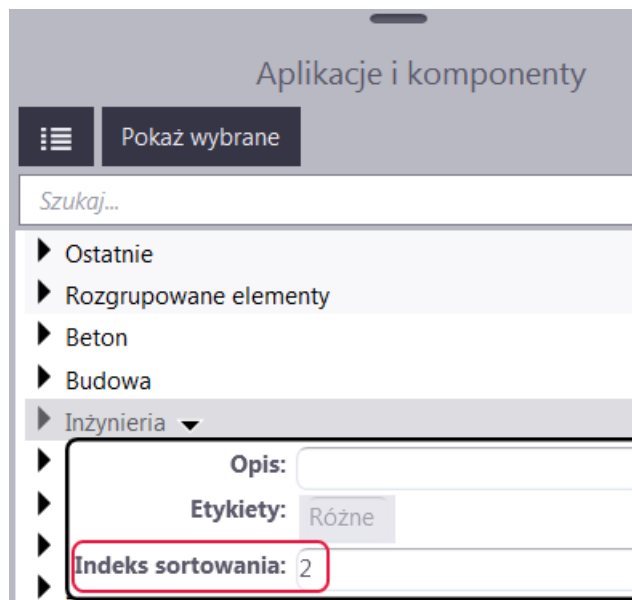 Aplikacje i komponenty
Pokaż wybrane
Szukaj...
Ostatnie
Rozgrupowane elementy
Beton
Budowa
Inżynieria
Opis:
Etykiety: Różne
Indeks sortowania: 2